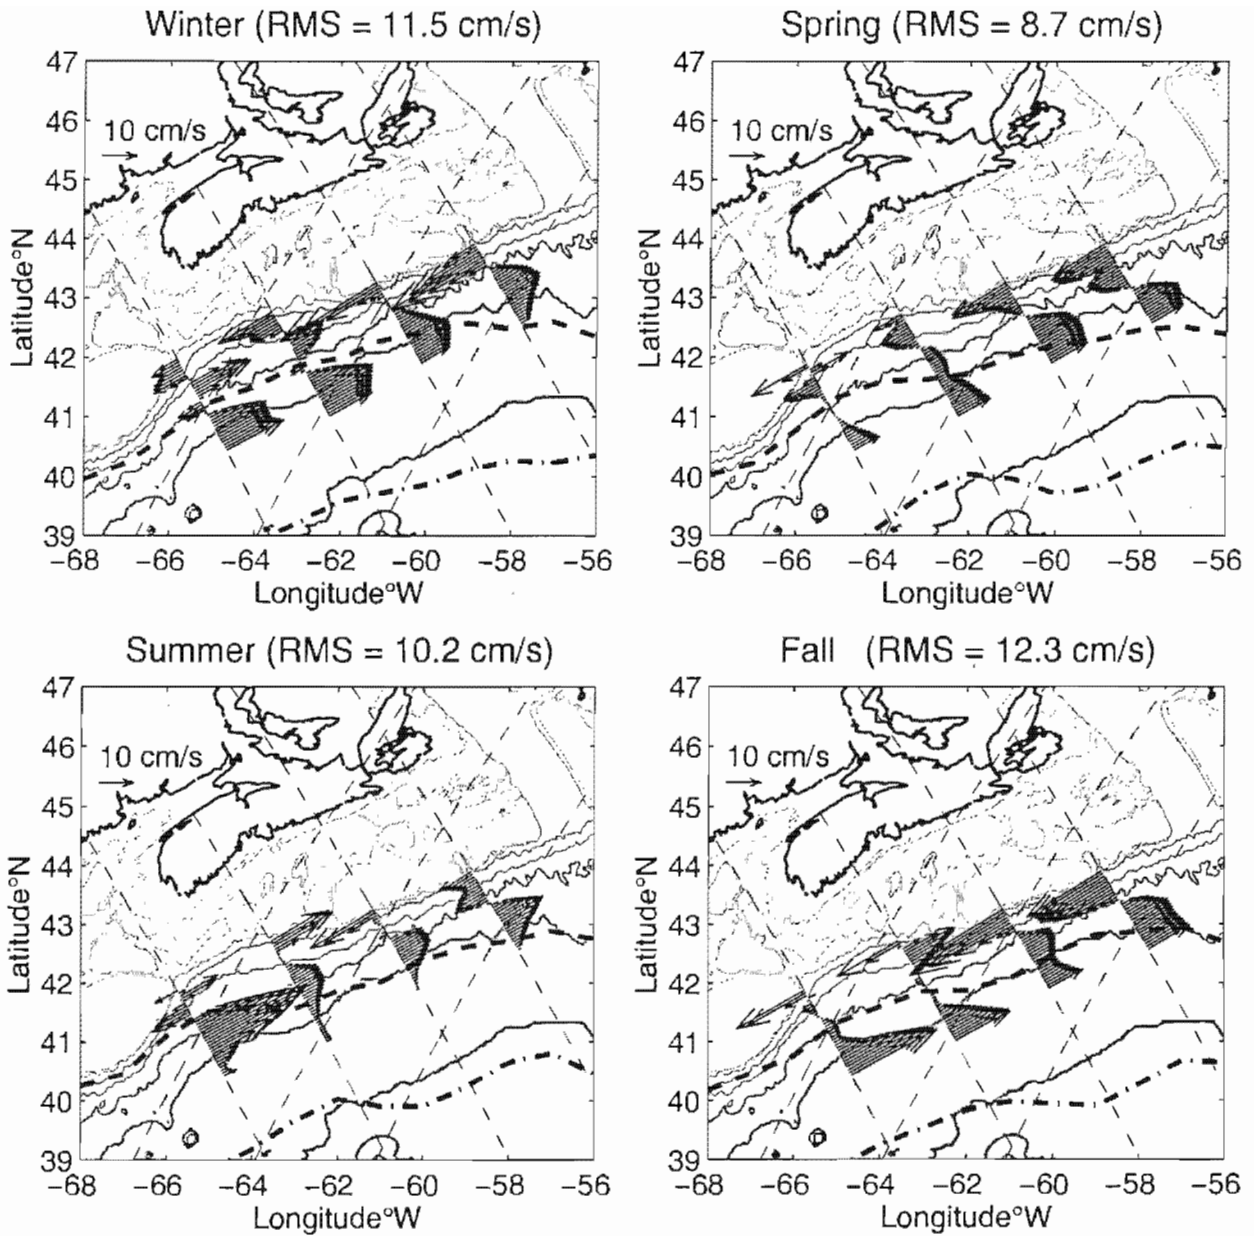 Winter (RMS = 11.5 cm/s)
47
46
45
44
43
42
41
40
39
10 cm/s
Latitude°N
−68 −66 −64 −62 −60 −58 −56
Longitude°W
Spring (RMS = 8.7 cm/s)
47
46
45
44
43
42
41
40
39
10 cm/s
Latitude°N
−68 −66 −64 −62 −60 −58 −56
Longitude°W
Summer (RMS = 10.2 cm/s)
47
46
45
44
43
42
41
40
39
10 cm/s
Latitude°N
−68 −66 −64 −62 −60 −58 −56
Longitude°W
Fall (RMS = 12.3 cm/s)
47
46
45
44
43
42
41
40
39
10 cm/s
Latitude°N
−68 −66 −64 −62 −60 −58 −56
Longitude°W